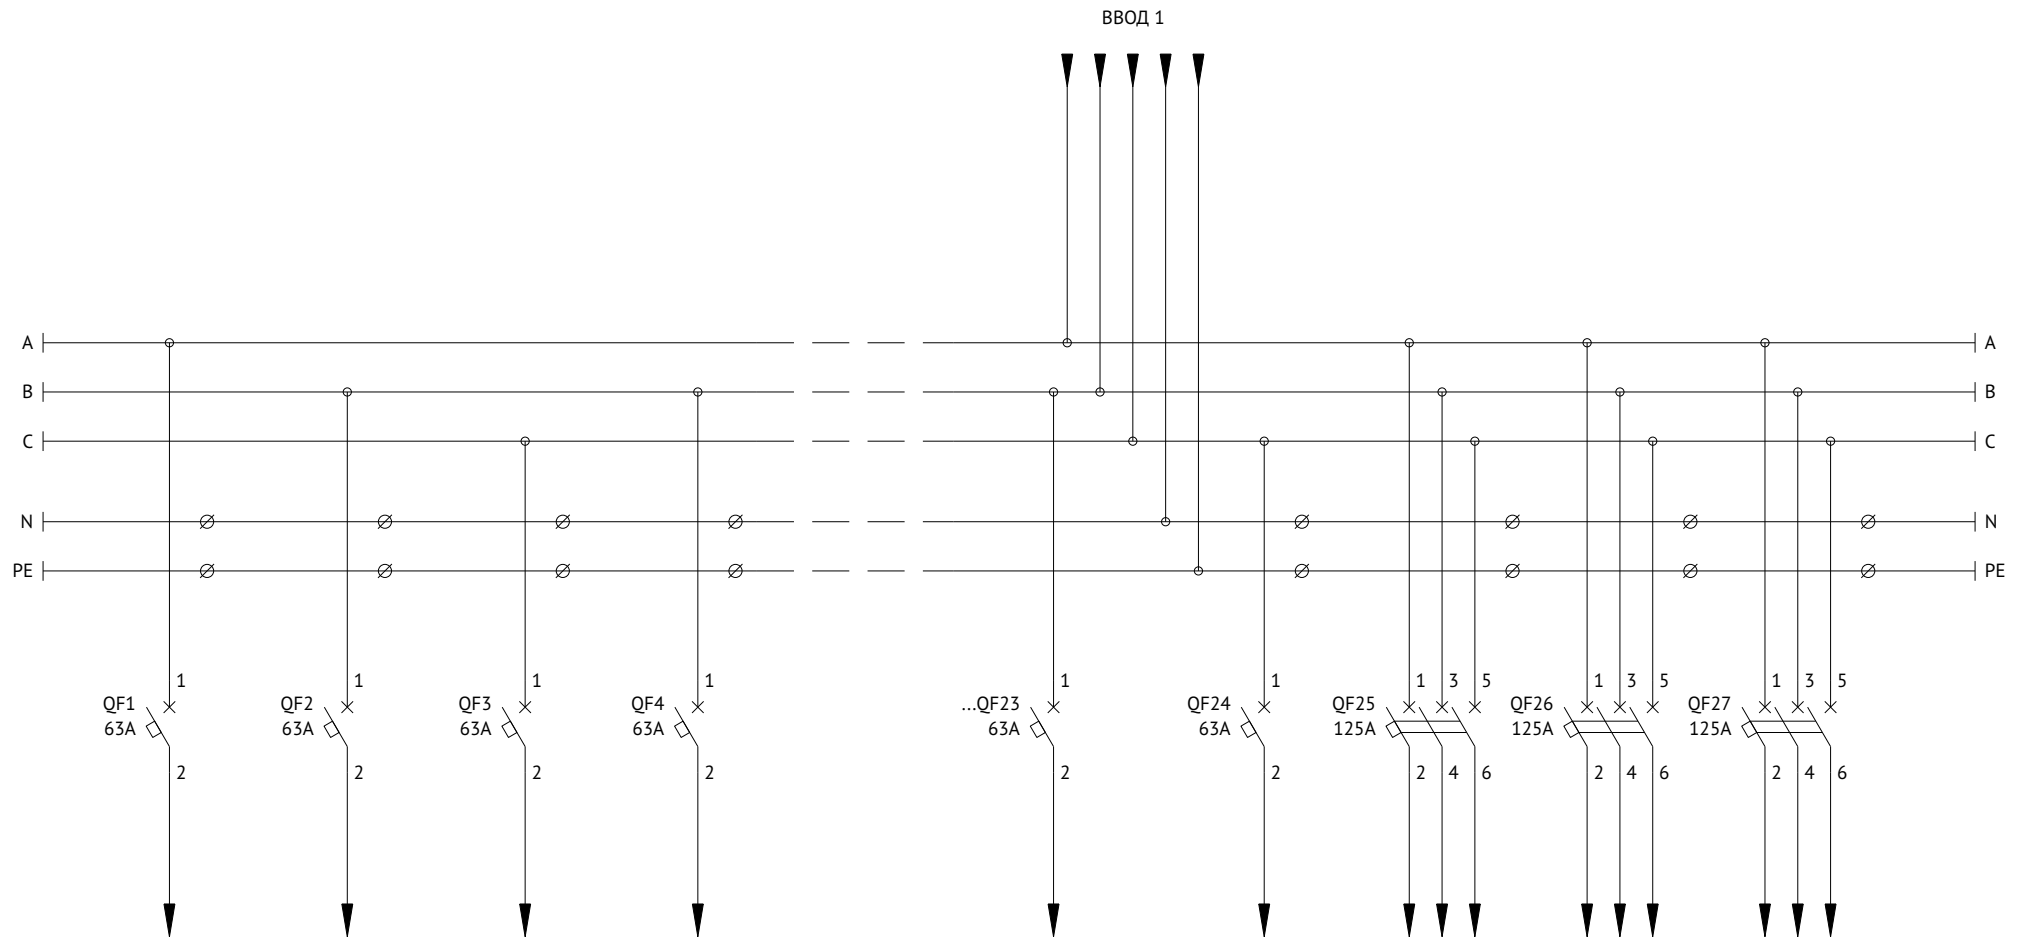 ВВОД 1
A A
B B
C C
N N
PE PE
1 1 1 1 1 1 1 3 5 1 3 5 1 3 5
QF1 QF2 QF3 QF4 ...QF23 QF24 QF25 QF26 QF27
63A 63A 63A 63A 63A 63A 125A 125A 125A
2 2 2 2 2 2 2 4 6 2 4 6 2 4 6